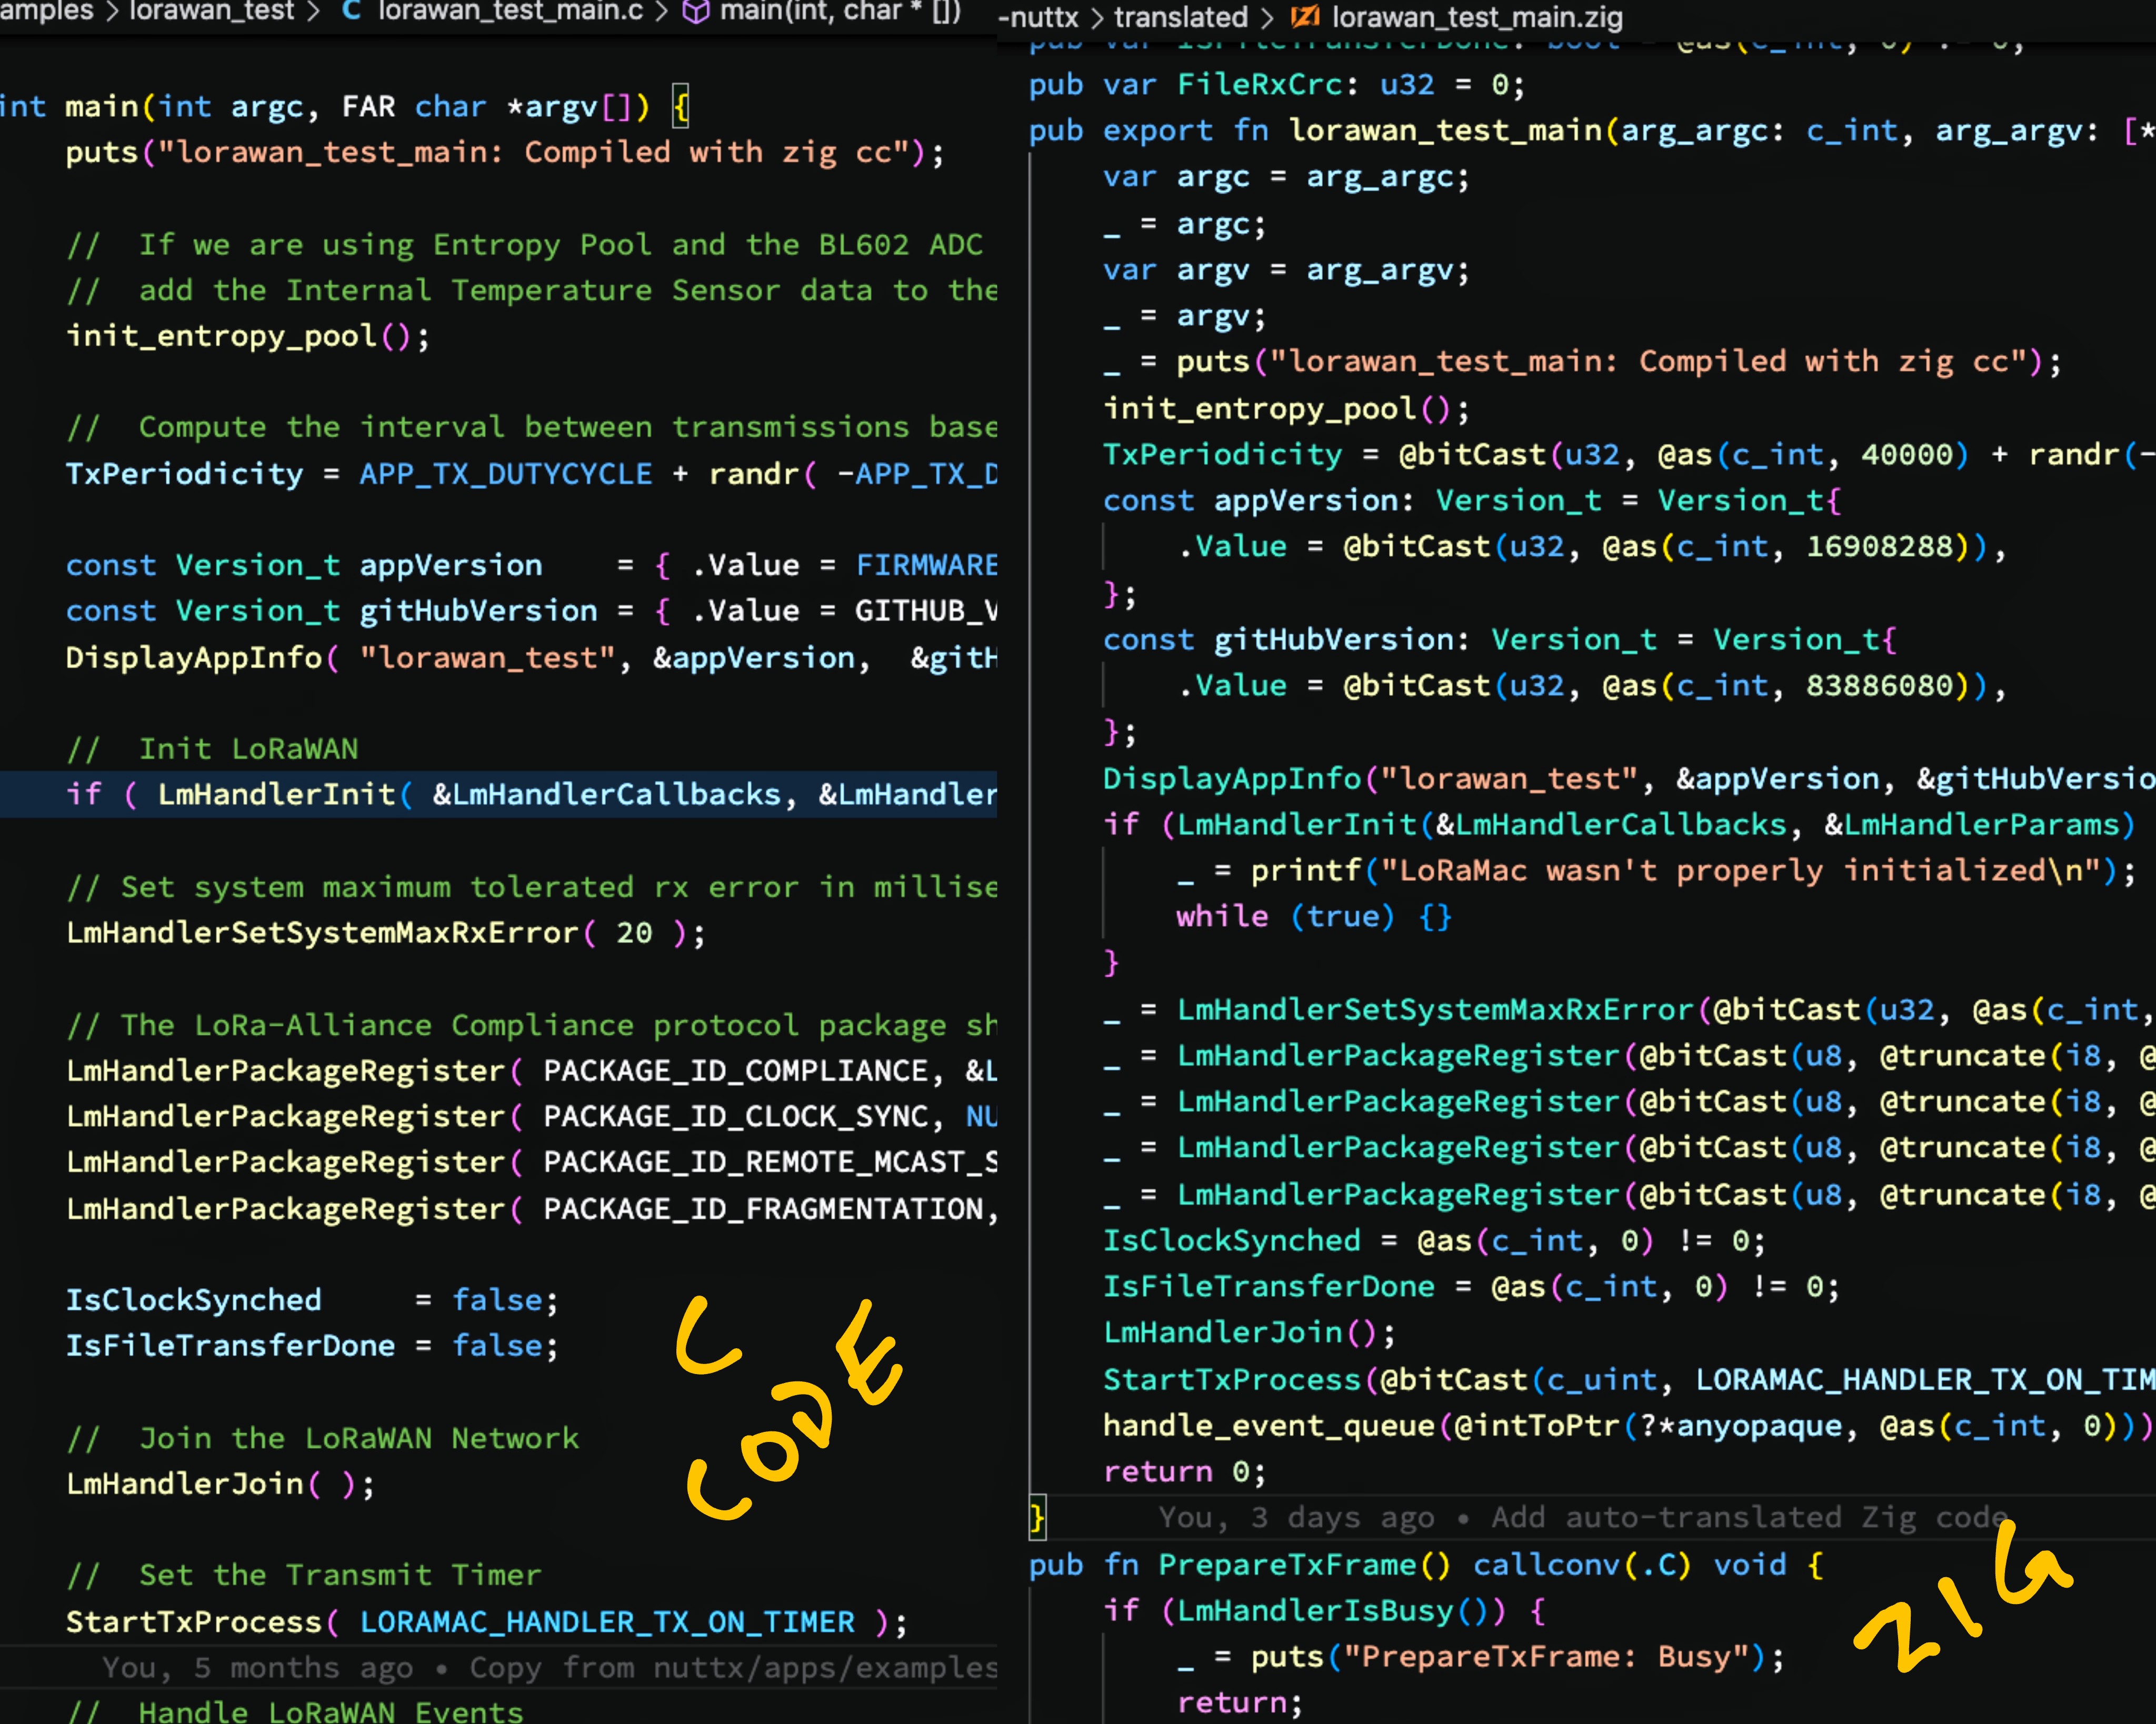 amples > lorawan_test > C lorawan_test_main.c > main(int, char * [])
int main(int argc, FAR char *argv[]) {
puts("lorawan_test_main: Compiled with zig cc");
// If we are using Entropy Pool and the BL602 ADC
// add the Internal Temperature Sensor data to the
init_entropy_pool();
// Compute the interval between transmissions base
TxPeriodicity = APP_TX_DUTYCYCLE + randr( -APP_TX_D
const Version_t appVersion = { .Value = FIRMWARE
const Version_t gitHubVersion = { .Value = GITHUB_V
DisplayAppInfo( "lorawan_test", &appVersion, &gitH
// Init LoRaWAN
if ( LmHandlerInit( &LmHandlerCallbacks, &LmHandler
// Set system maximum tolerated rx error in millise
LmHandlerSetSystemMaxRxError( 20 );
// The LoRa-Alliance Compliance protocol package sh
LmHandlerPackageRegister( PACKAGE_ID_COMPLIANCE, &L
LmHandlerPackageRegister( PACKAGE_ID_CLOCK_SYNC, NU
LmHandlerPackageRegister( PACKAGE_ID_REMOTE_MCAST_S
LmHandlerPackageRegister( PACKAGE_ID_FRAGMENTATION,
IsClockSynched = false;
IsFileTransferDone = false;
// Join the LoRaWAN Network
LmHandlerJoin( );
// Set the Transmit Timer
StartTxProcess( LORAMAC_HANDLER_TX_ON_TIMER );
You, 5 months ago • Copy from nuttx/apps/examples
// Handle LoRaWAN Events
C
CODE
-nuttx > translated > lorawan_test_main.zig
pub var IsFileTransferDone: bool = @as(c_int, 0) != 0;
pub var FileRxCrc: u32 = 0;
pub export fn lorawan_test_main(arg_argc: c_int, arg_argv: [*
var argc = arg_argc;
_ = argc;
var argv = arg_argv;
_ = argv;
_ = puts("lorawan_test_main: Compiled with zig cc");
init_entropy_pool();
TxPeriodicity = @bitCast(u32, @as(c_int, 40000) + randr(-
const appVersion: Version_t = Version_t{
.Value = @bitCast(u32, @as(c_int, 16908288)),
};
const gitHubVersion: Version_t = Version_t{
.Value = @bitCast(u32, @as(c_int, 83886080)),
};
DisplayAppInfo("lorawan_test", &appVersion, &gitHubVersio
if (LmHandlerInit(&LmHandlerCallbacks, &LmHandlerParams)
_ = printf("LoRaMac wasn't properly initialized\n");
while (true) {}
}
_ = LmHandlerSetSystemMaxRxError(@bitCast(u32, @as(c_int,
_ = LmHandlerPackageRegister(@bitCast(u8, @truncate(i8, @
_ = LmHandlerPackageRegister(@bitCast(u8, @truncate(i8, @
_ = LmHandlerPackageRegister(@bitCast(u8, @truncate(i8, @
_ = LmHandlerPackageRegister(@bitCast(u8, @truncate(i8, @
IsClockSynched = @as(c_int, 0) != 0;
IsFileTransferDone = @as(c_int, 0) != 0;
LmHandlerJoin();
StartTxProcess(@bitCast(c_uint, LORAMAC_HANDLER_TX_ON_TIM
handle_event_queue(@intToPtr(?*anyopaque, @as(c_int, 0)))
return 0;
} You, 3 days ago • Add auto-translated Zig code
pub fn PrepareTxFrame() callconv(.C) void {
if (LmHandlerIsBusy()) {
_ = puts("PrepareTxFrame: Busy");
return;
ZIG